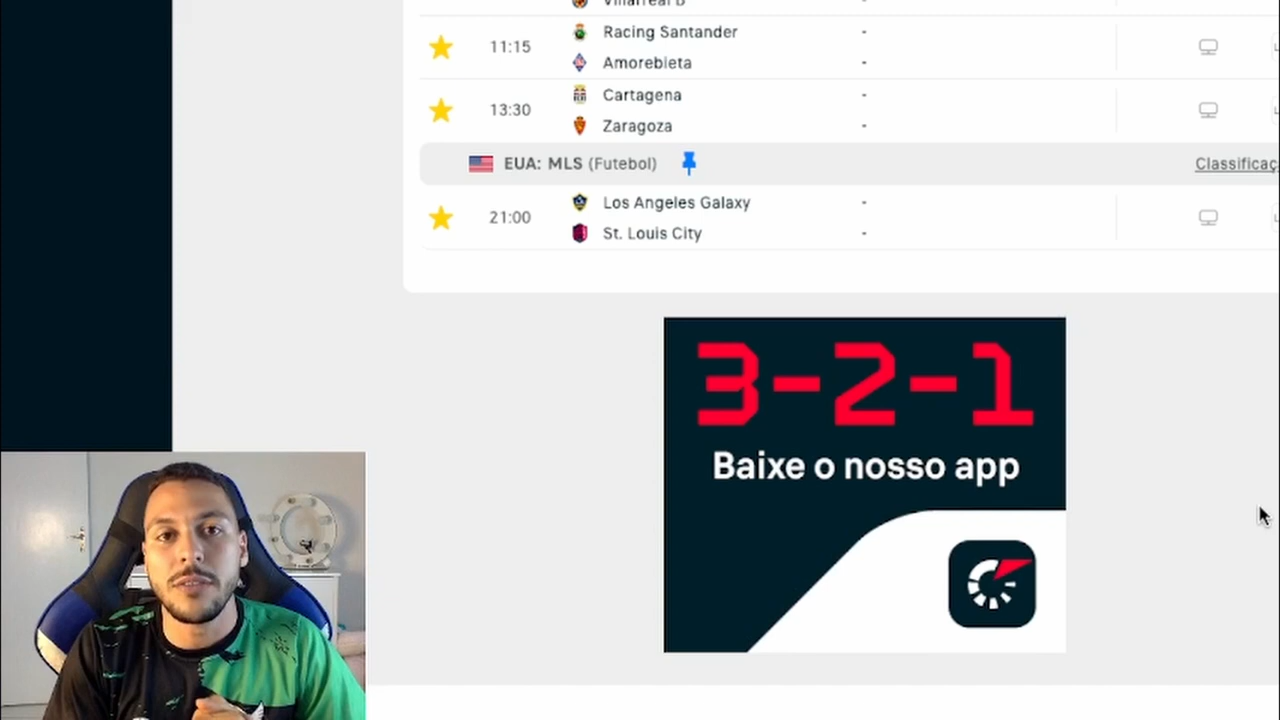 Villarreal B
Racing Santander -
11:15
Amorebieta -
Cartagena -
13:30
Zaragoza -
EUA: MLS (Futebol) Classificaç
Los Angeles Galaxy -
21:00
St. Louis City -
3-2-1
Baixe o nosso app